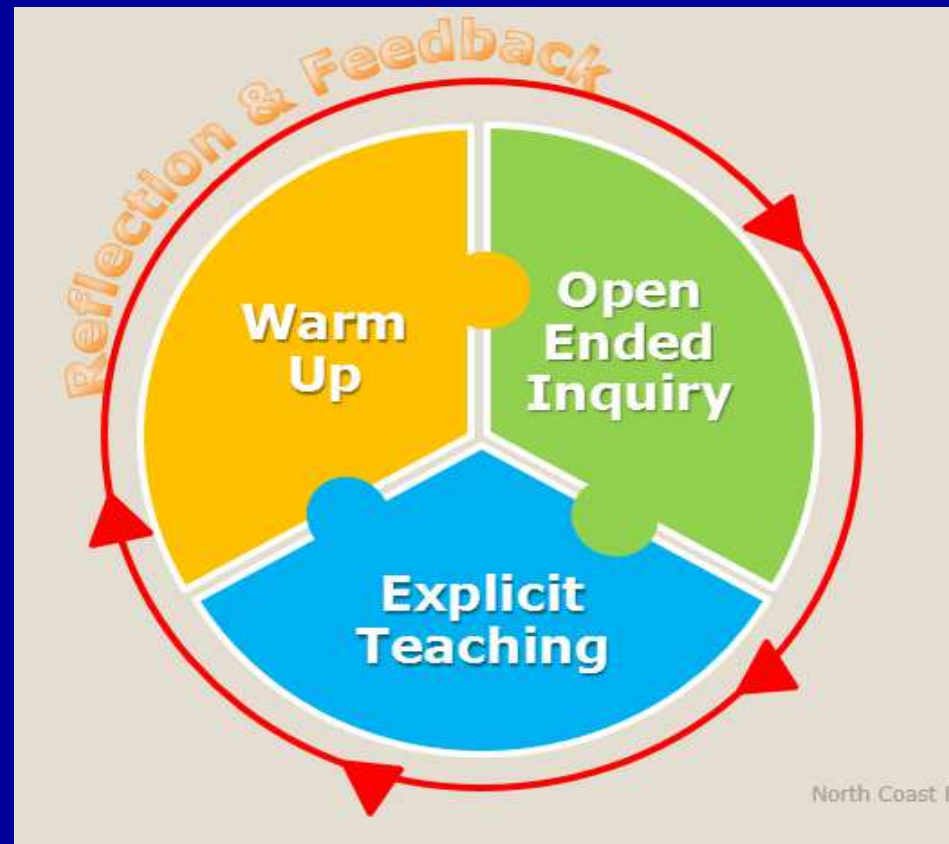 Reflection & Feedback
Warm
Up
Open
Ended
Inquiry
Explicit
Teaching
North Coast